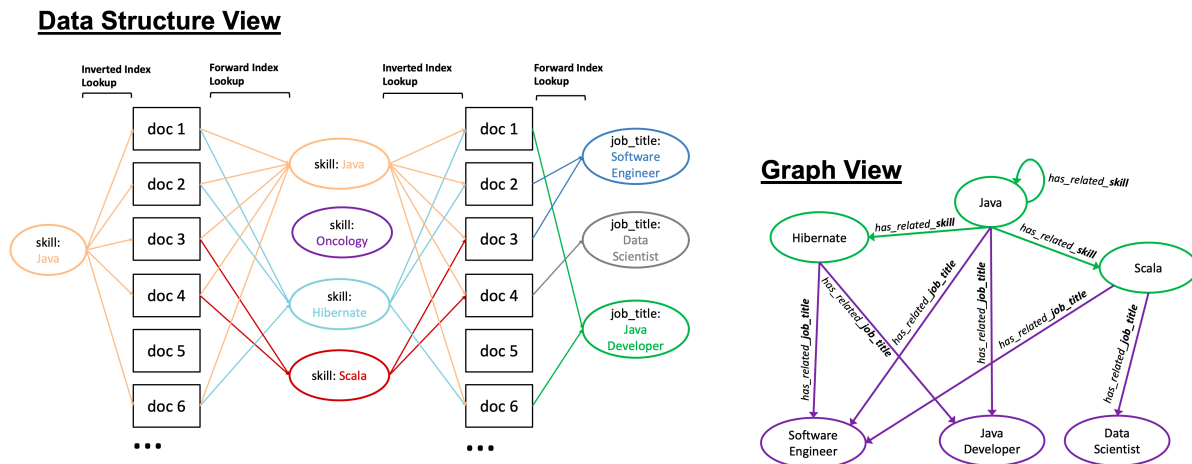 Data Structure View
Inverted Index
Lookup
Forward Index
Lookup
Inverted Index
Lookup
Forward Index
Lookup
doc 1
doc 2
doc 3
doc 4
doc 5
doc 6
...
skill:
Java
skill: Java
skill:
Oncology
skill:
Hibernate
skill: Scala
doc 1
doc 2
doc 3
doc 4
doc 5
doc 6
...
job_title:
Software
Engineer
job_title:
Data
Scientist
job_title:
Java
Developer
Graph View
Java
has_related_skill
Hibernate
has_related_skill
has_related_skill
Scala
has_related_job_title
has_related_job_title
has_related_job_title
has_related_job_title
has_related_job_title
has_related_job_title
Software
Engineer
Java
Developer
Data
Scientist